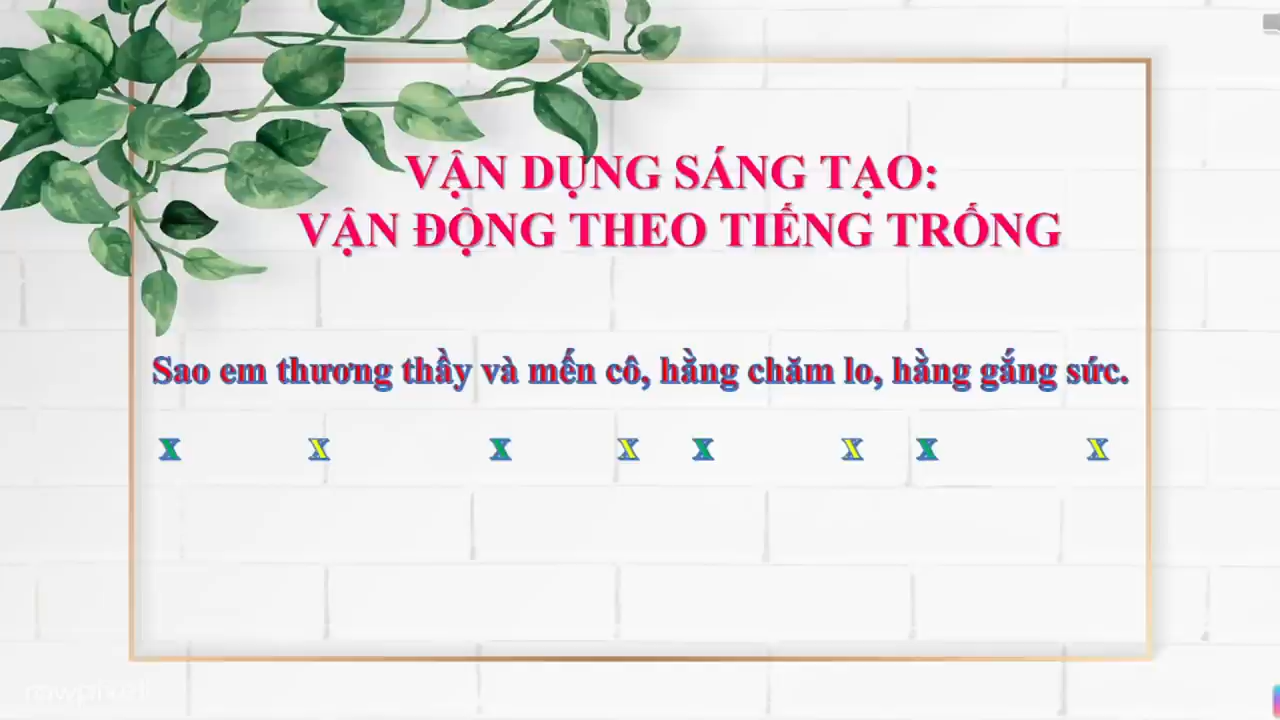 VẬN DỤNG SÁNG TẠO:
VẬN ĐỘNG THEO TIẾNG TRỐNG
Sao em thương thầy và mến cô, hằng chăm lo, hằng gắng sức.
x x x x x x x x